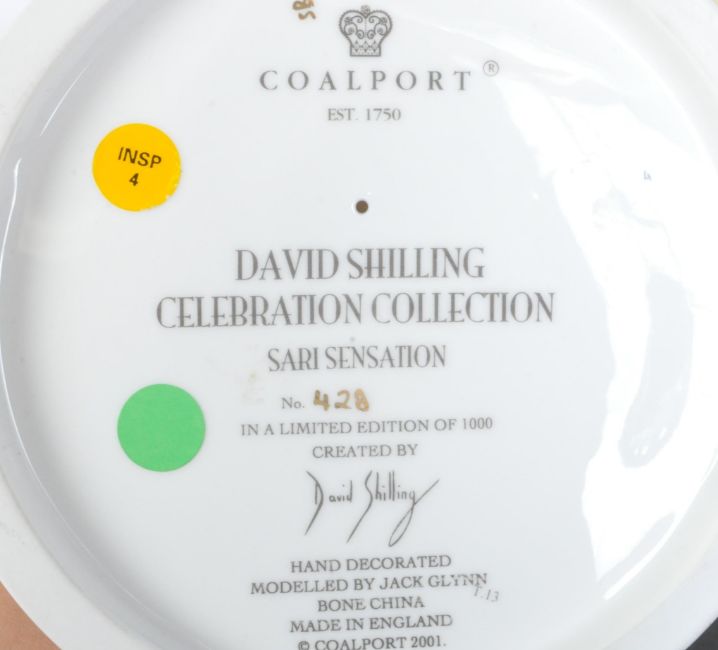 COALPORT ®
EST. 1750
INSP
4
DAVID SHILLING
CELEBRATION COLLECTION
SARI SENSATION
No. 428
IN A LIMITED EDITION OF 1000
CREATED BY
David Shilling
HAND DECORATED
MODELLED BY JACK GLYNN
T.13
BONE CHINA
MADE IN ENGLAND
© COALPORT 2001.